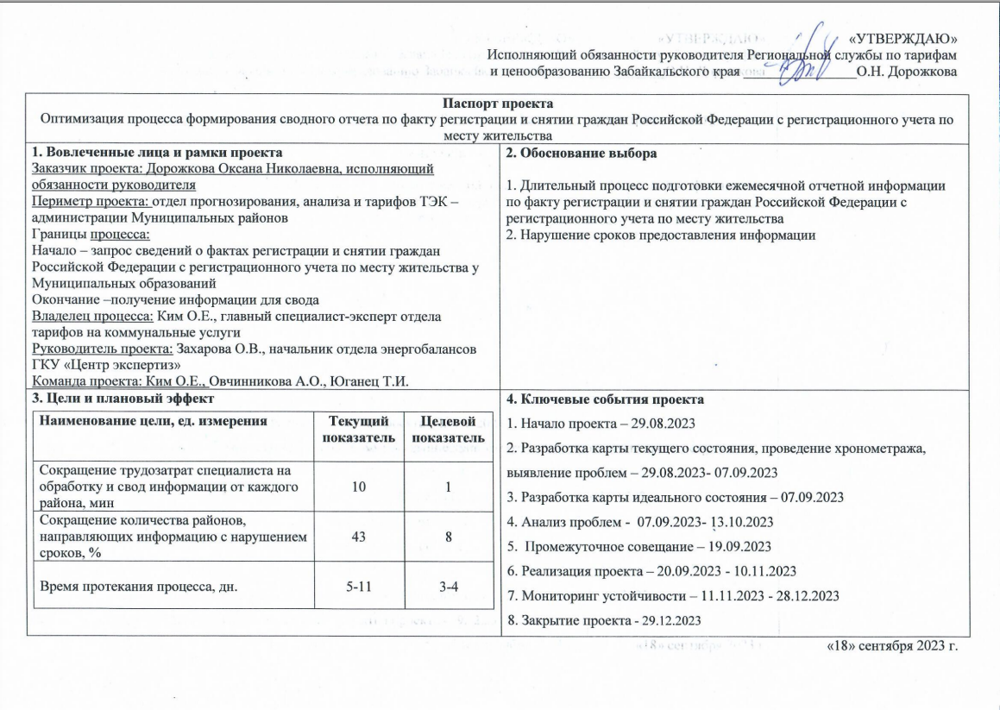 «УТВЕРЖДАЮ»
Исполняющий обязанности руководителя Региональной службы по тарифам
и ценообразованию Забайкальского края ________________О.Н. Дорожкова
Паспорт проекта
Оптимизация процесса формирования сводного отчета по факту регистрации и снятии граждан Российской Федерации с регистрационного учета по
месту жительства
1. Вовлеченные лица и рамки проекта
Заказчик проекта: Дорожкова Оксана Николаевна, исполняющий
обязанности руководителя
Периметр проекта: отдел прогнозирования, анализа и тарифов ТЭК –
администрации Муниципальных районов
Границы процесса:
Начало – запрос сведений о фактах регистрации и снятии граждан
Российской Федерации с регистрационного учета по месту жительства у
Муниципальных образований
Окончание –получение информации для свода
Владелец процесса: Ким О.Е., главный специалист-эксперт отдела
тарифов на коммунальные услуги
Руководитель проекта: Захарова О.В., начальник отдела энергобалансов
ГКУ «Центр экспертиз»
Команда проекта: Ким О.Е., Овчинникова А.О., Юганец Т.И.
2. Обоснование выбора
1. Длительный процесс подготовки ежемесячной отчетной информации
по факту регистрации и снятии граждан Российской Федерации с
регистрационного учета по месту жительства
2. Нарушение сроков предоставления информации
3. Цели и плановый эффект
Наименование цели, ед. измерения
Текущий
показатель
Целевой
показатель
Сокращение трудозатрат специалиста на
обработку и свод информации от каждого
района, мин
10
1
Сокращение количества районов,
направляющих информацию с нарушением
сроков, %
43
8
Время протекания процесса, дн.
5-11
3-4
4. Ключевые события проекта
1. Начало проекта – 29.08.2023
2. Разработка карты текущего состояния, проведение хронометража,
выявление проблем – 29.08.2023- 07.09.2023
3. Разработка карты идеального состояния – 07.09.2023
4. Анализ проблем -  07.09.2023- 13.10.2023
5.  Промежуточное совещание – 19.09.2023
6. Реализация проекта – 20.09.2023 - 10.11.2023
7. Мониторинг устойчивости – 11.11.2023 - 28.12.2023
8. Закрытие проекта - 29.12.2023
«18» сентября 2023 г.